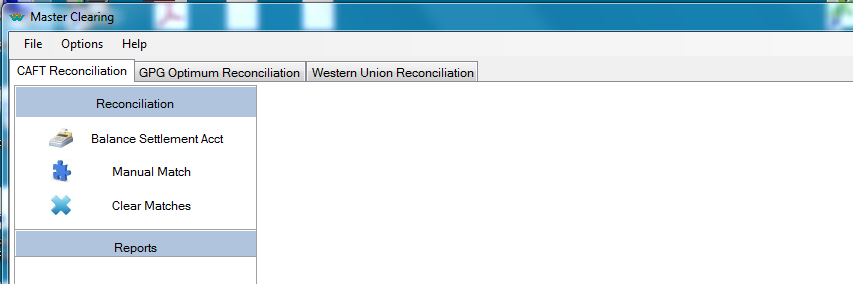 Master Clearing
File Options Help
CAFT Reconciliation GPG Optimum Reconciliation Western Union Reconciliation
Reconciliation
Balance Settlement Acct
Manual Match
Clear Matches
Reports